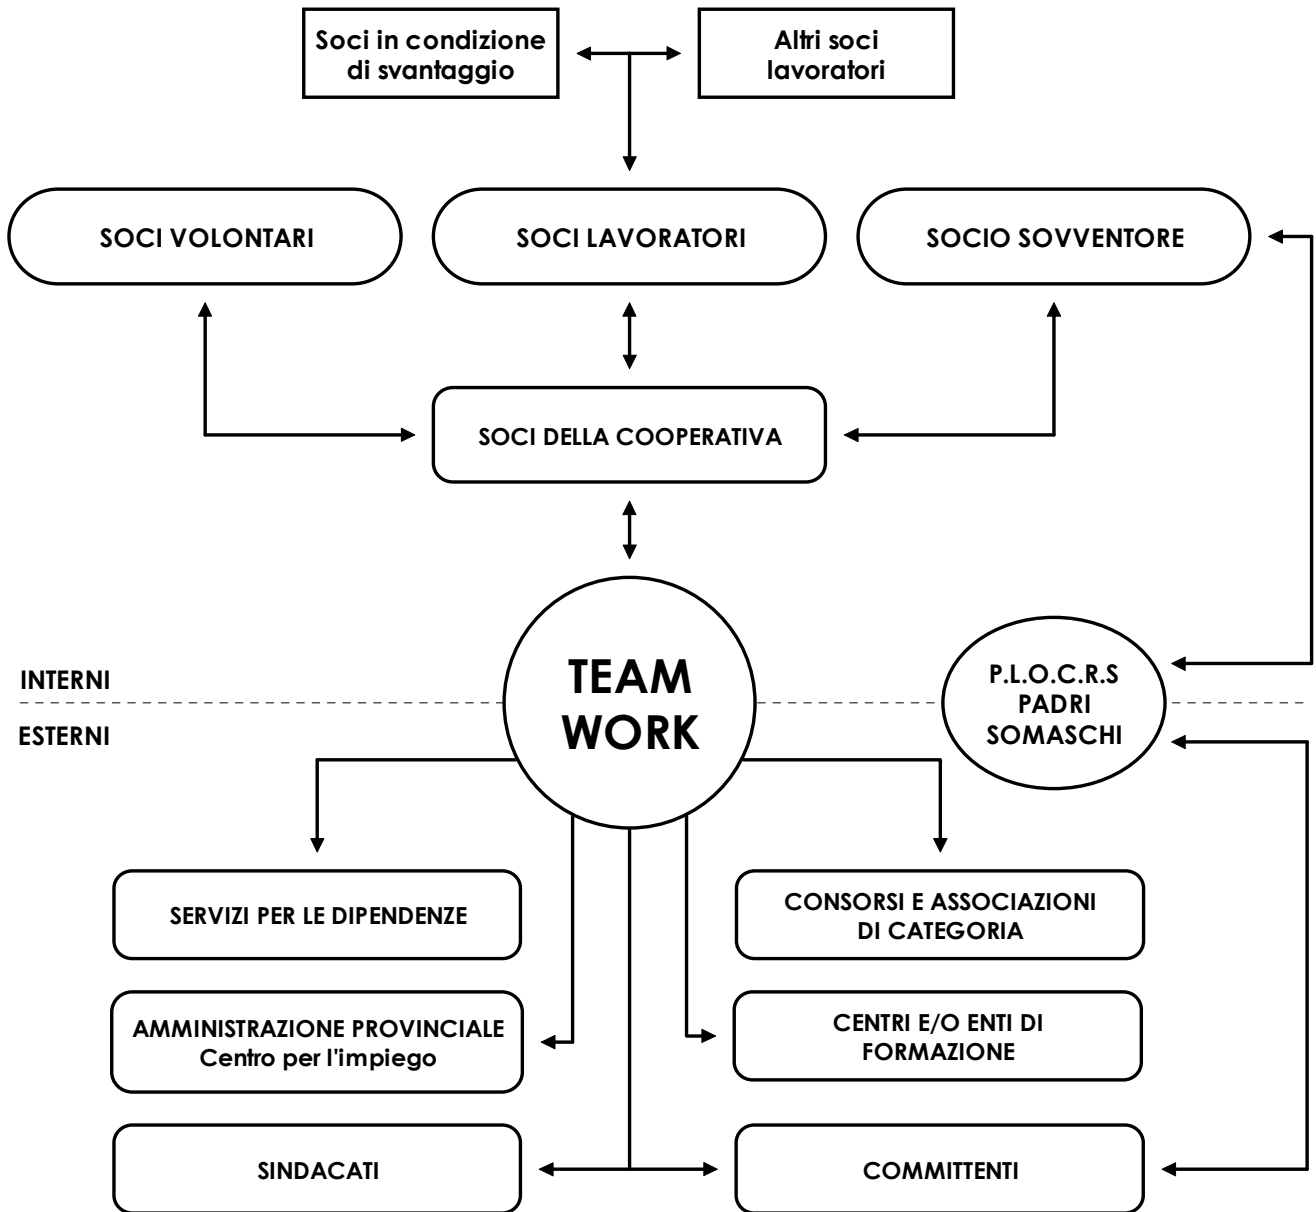 Soci in condizione
di svantaggio
Altri soci
lavoratori
SOCI VOLONTARI
SOCI LAVORATORI
SOCIO SOVVENTORE
SOCI DELLA COOPERATIVA
TEAM
WORK
P.L.O.C.R.S
PADRI
SOMASCHI
INTERNI
ESTERNI
SERVIZI PER LE DIPENDENZE
CONSORSI E ASSOCIAZIONI
DI CATEGORIA
AMMINISTRAZIONE PROVINCIALE
Centro per l'impiego
CENTRI E/O ENTI DI
FORMAZIONE
SINDACATI
COMMITTENTI